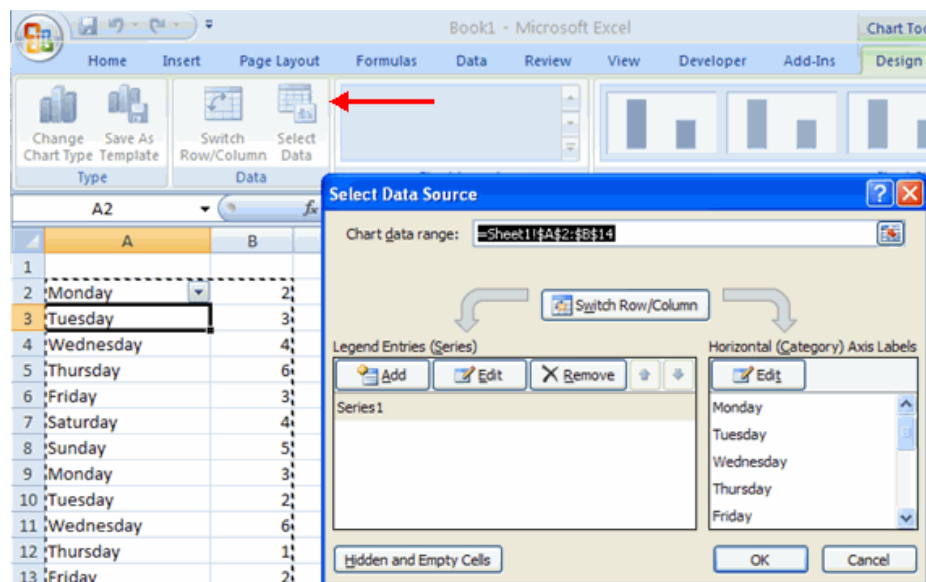 Book1 - Microsoft Excel
Chart Too
Home Insert Page Layout Formulas Data Review View Developer Add-Ins Design
Change Chart Type
Save As Template
Switch Row/Column
Select Data
Type
Data
A2
fx
A B
1
2 Monday 2
3 Tuesday 3
4 Wednesday 4
5 Thursday 6
6 Friday 3
7 Saturday 4
8 Sunday 5
9 Monday 3
10 Tuesday 2
11 Wednesday 6
12 Thursday 1
13 Friday 2
Select Data Source
Chart data range: =Sheet1!$A$2:$B$14
Switch Row/Column
Legend Entries (Series)
Add Edit Remove
Series1
Horizontal (Category) Axis Labels
Edit
Monday
Tuesday
Wednesday
Thursday
Friday
Hidden and Empty Cells
OK Cancel